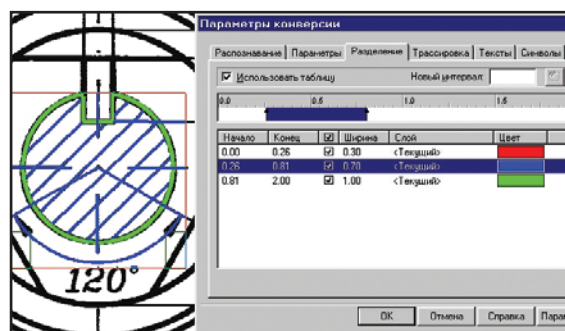 Параметры конверсии
Распознавание Параметры Разделение Трассировка Тексты Символы
Использовать таблицу Новый интервал:
0.0 0.5 1.0 1.5
Начало Конец Ширина Слой Цвет
0.00 0.26 0.30 <Текущий>
0.26 0.81 0.70 <Текущий>
0.81 2.00 1.00 <Текущий>
120°
OK Отмена Справка Пара